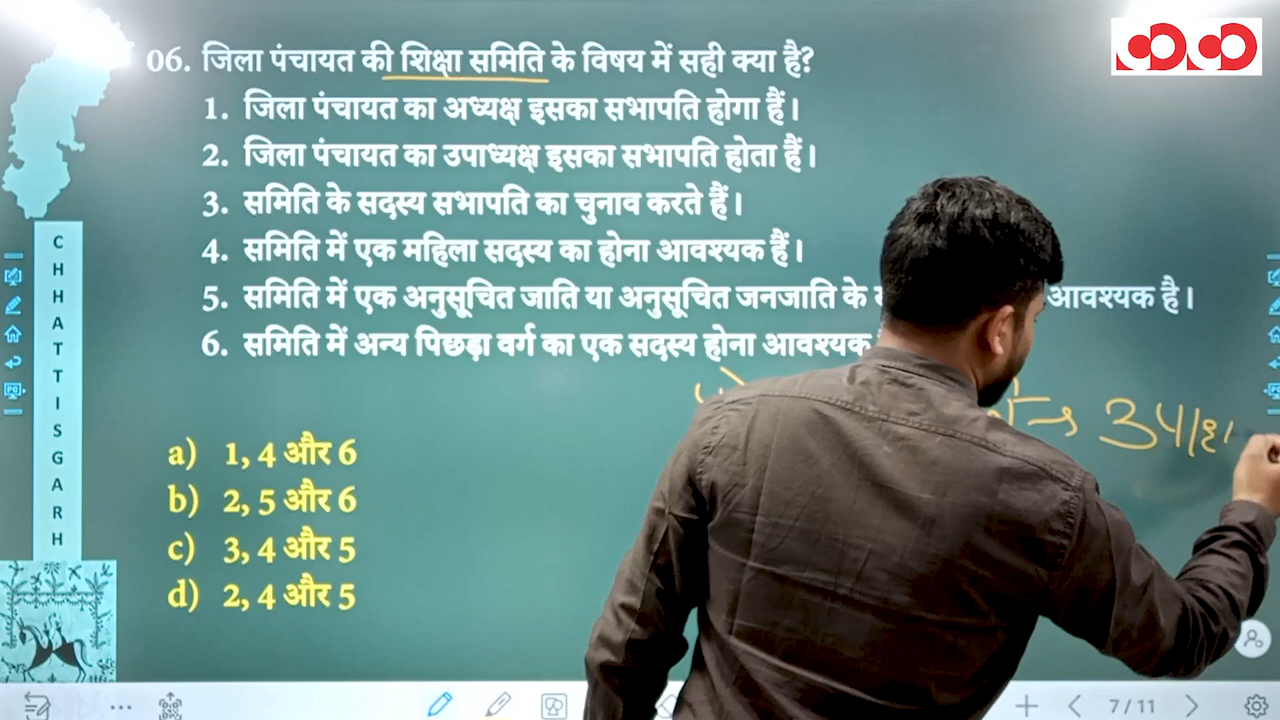 06. जिला पंचायत की शिक्षा समिति के विषय में सही क्या है?
1. जिला पंचायत का अध्यक्ष इसका सभापति होगा हैं।
2. जिला पंचायत का उपाध्यक्ष इसका सभापति होता हैं।
3. समिति के सदस्य सभापति का चुनाव करते हैं।
4. समिति में एक महिला सदस्य का होना आवश्यक हैं।
5. समिति में एक अनुसूचित जाति या अनुसूचित जनजाति के आवश्यक है।
6. समिति में अन्य पिछड़ा वर्ग का एक सदस्य होना आवश्यक
a) 1, 4 और 6
b) 2, 5 और 6
c) 3, 4 और 5
d) 2, 4 और 5
CHHATTISGARH
7 / 11